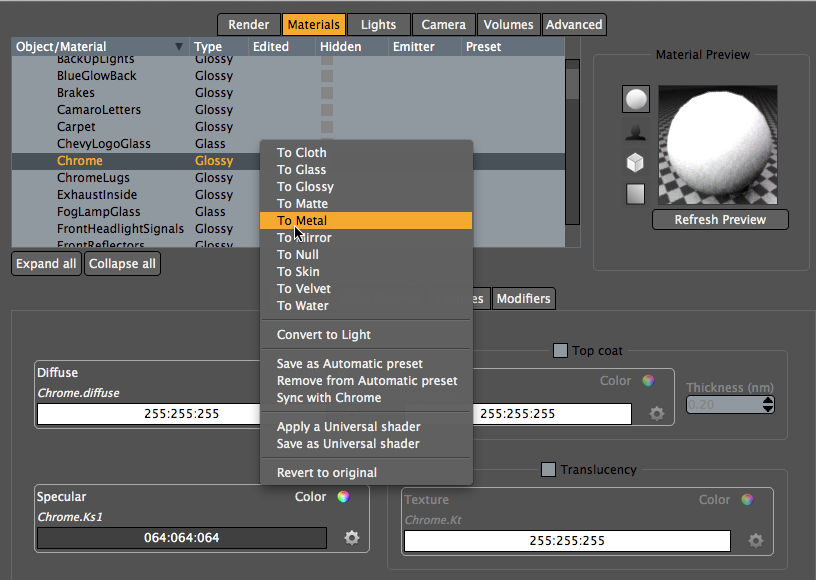 Render Materials Lights Camera Volumes Advanced
Object/Material Type Edited Hidden Emitter Preset
BackUpLights Glossy
BlueGlowBack Glossy
Brakes Glossy
CamaroLetters Glossy
Carpet Glossy
ChevyLogoGlass Glass
Chrome Glossy
ChromeLugs Glossy
ExhaustInside Glossy
FogLampGlass Glass
FrontHeadlightSignals Glossy
FrontReflectors Glossy
Expand all Collapse all
Material Preview
Refresh Preview
To Cloth
To Glass
To Glossy
To Matte
To Metal
To Mirror
To Null
To Skin
To Velvet
To Water
Convert to Light
Save as Automatic preset
Remove from Automatic preset
Sync with Chrome
Apply a Universal shader
Save as Universal shader
Revert to original
Modifiers
Diffuse
Chrome.diffuse
255:255:255
Top coat
Color
255:255:255
Thickness (nm)
0.20
Specular Color
Chrome.Ks1
064:064:064
Translucency
Texture Color
Chrome.Kt
255:255:255